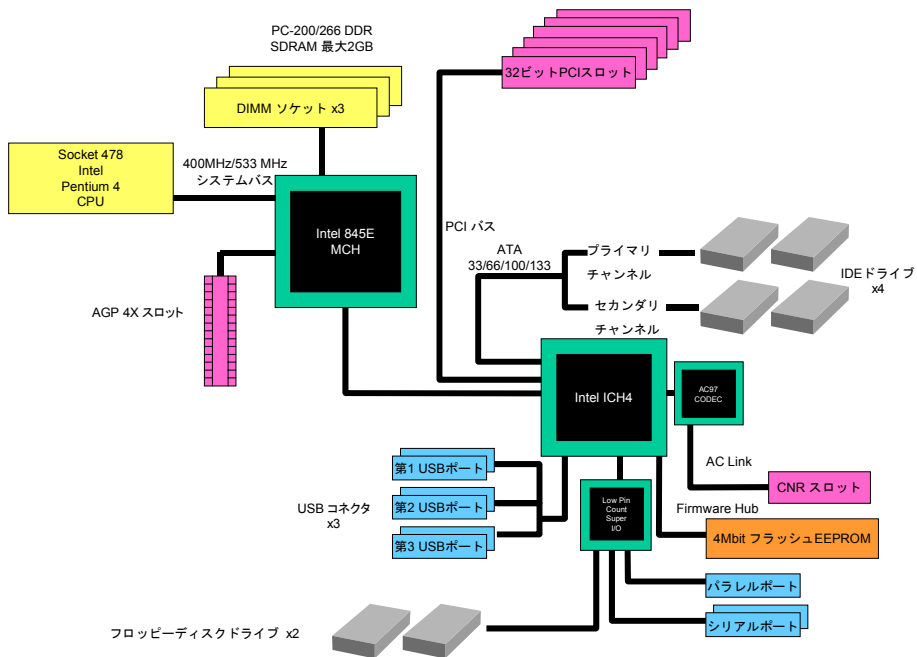 PC-200/266 DDR
SDRAM 最大2GB
32ビットPCIスロット
DIMM ソケット x3
Socket 478
Intel
Pentium 4
CPU
400MHz/533 MHz
システムバス
Intel 845E
MCH
PCI バス
ATA
33/66/100/133
プライマリ
チャンネル
セカンダリ
チャンネル
IDEドライブ
x4
AGP 4X スロット
Intel ICH4
AC97
CODEC
AC Link
CNR スロット
第1 USBポート
第2 USBポート
第3 USBポート
USB コネクタ
x3
Low Pin
Count
Super
I/O
Firmware Hub
4Mbit フラッシュEEPROM
パラレルポート
シリアルポート
フロッピーディスクドライブ x2